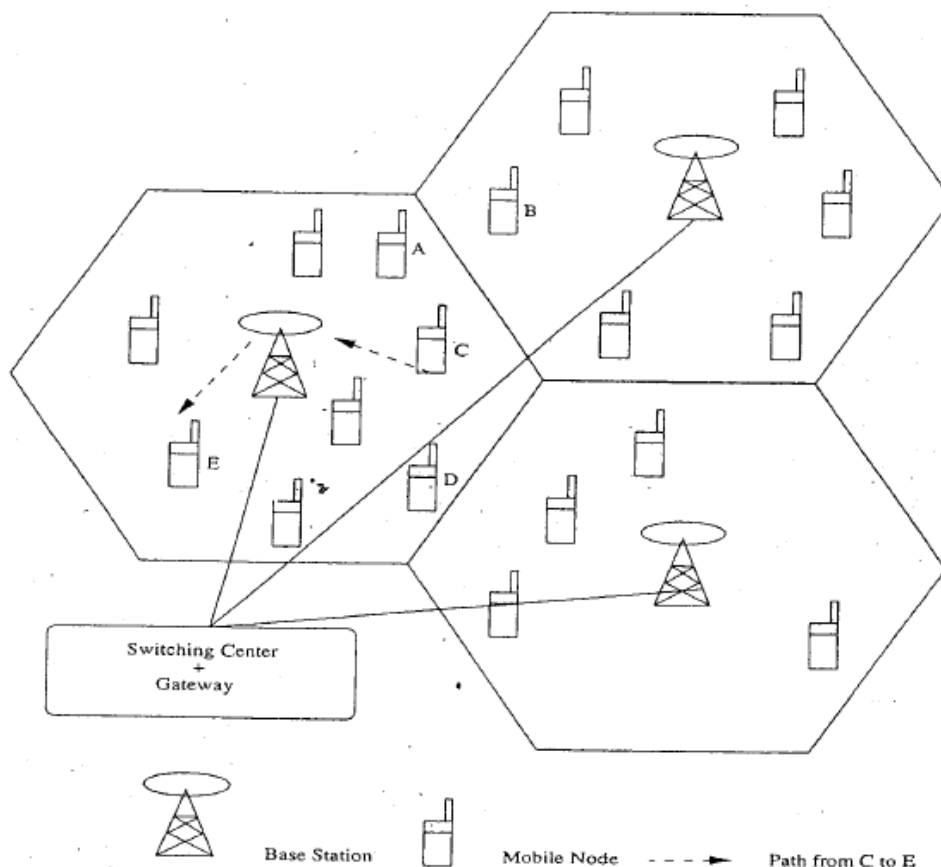 B
A
C
E
D
Switching Center
+
Gateway
Base Station
Mobile Node
Path from C to E